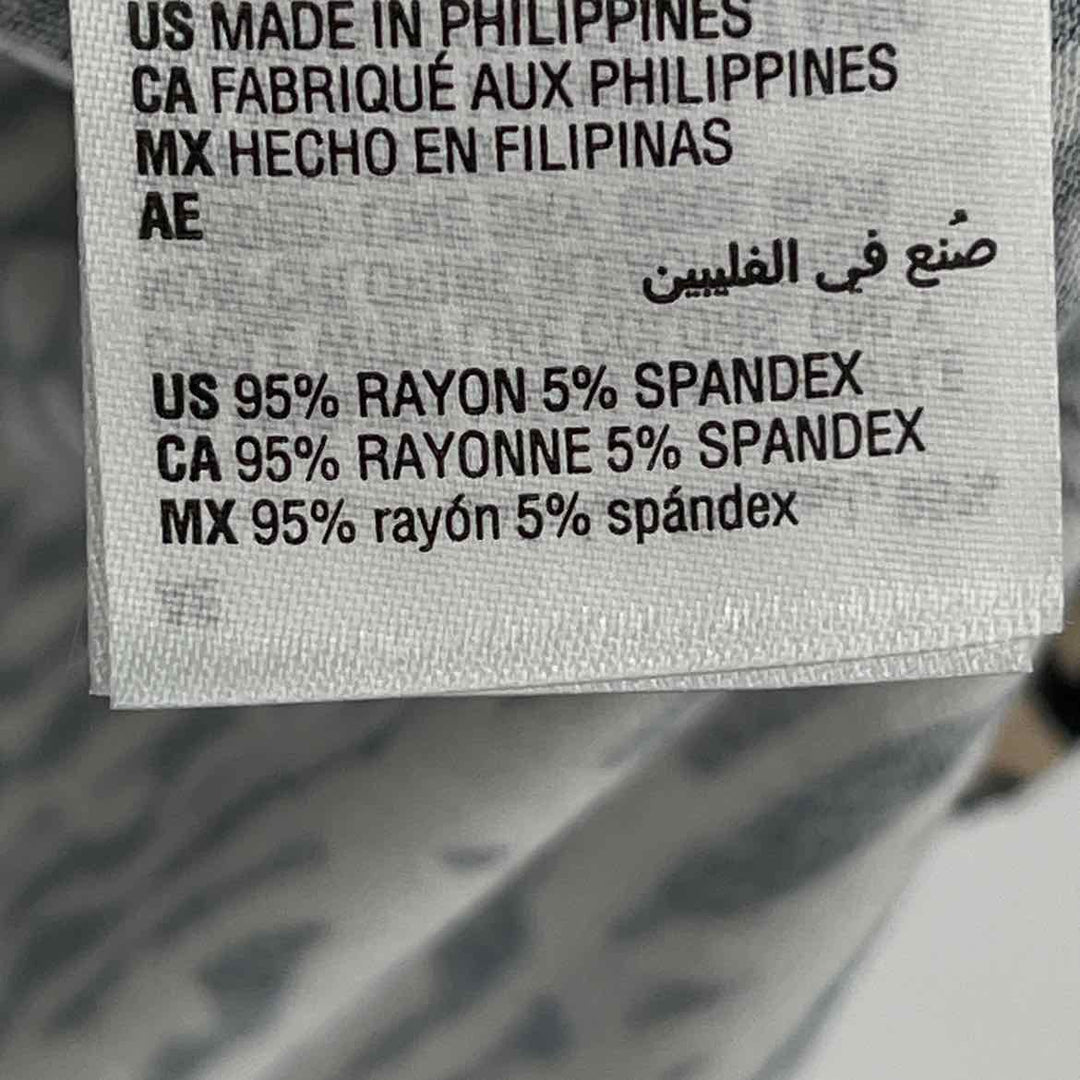 US MADE IN PHILIPPINES
CA FABRIQUÉ AUX PHILIPPINES
MX HECHO EN FILIPINAS
AE
صُنع في الفليبين
US 95% RAYON 5% SPANDEX
CA 95% RAYONNE 5% SPANDEX
MX 95% rayón 5% spándex